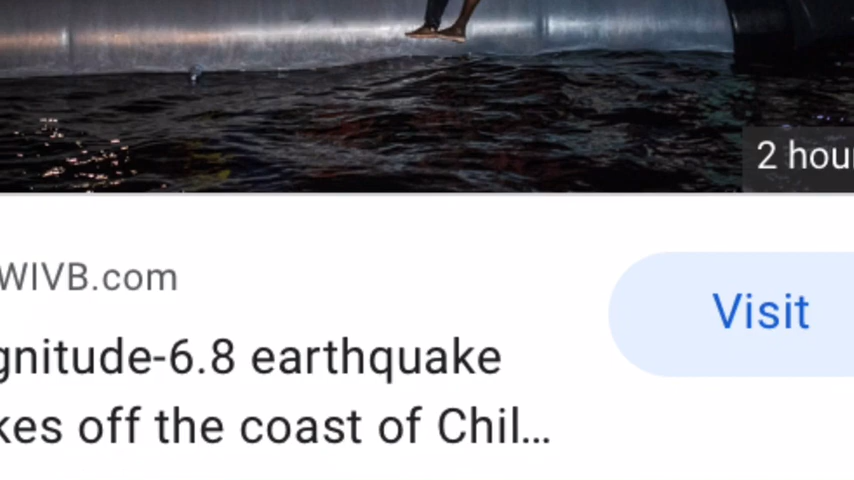 2 hou
WIVB.com
gnitude-6.8 earthquake
kes off the coast of Chil...
Visit